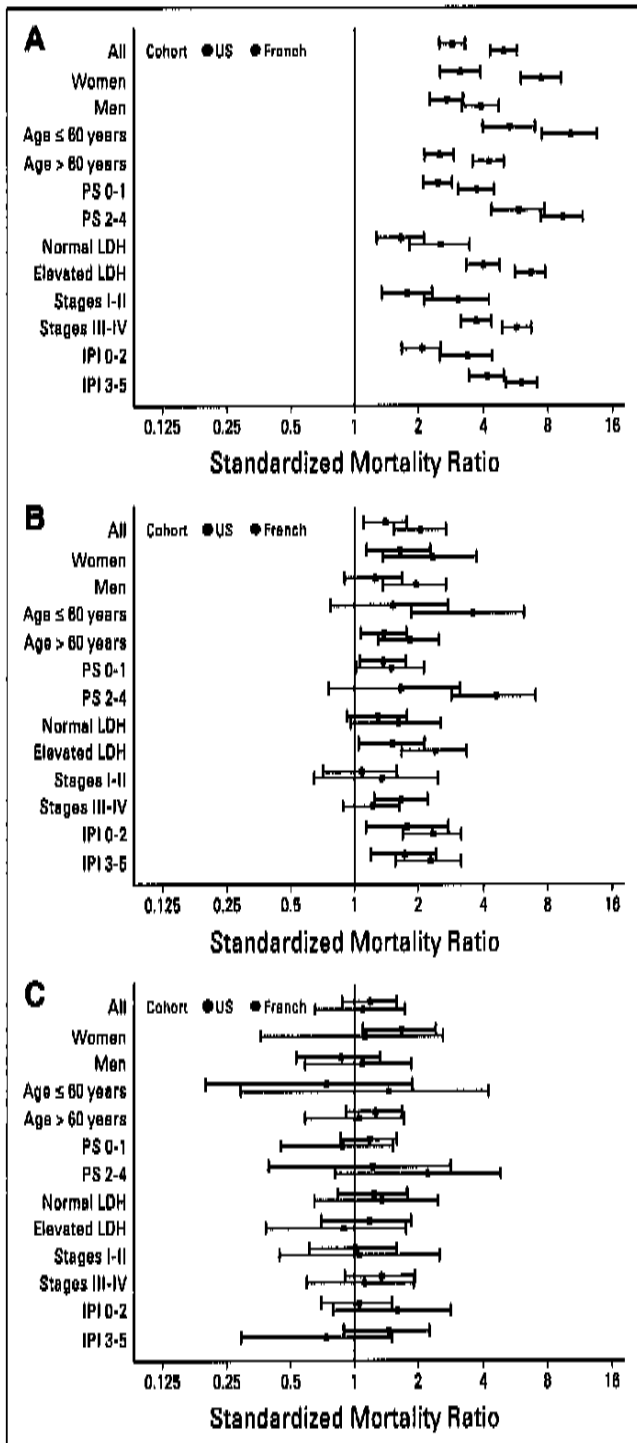 A
Cohort US French
All
Women
Men
Age ≤ 60 years
Age > 60 years
PS 0-1
PS 2-4
Normal LDH
Elevated LDH
Stages I-II
Stages III-IV
IPI 0-2
IPI 3-5
0.125 0.25 0.5 1 2 4 8 16
Standardized Mortality Ratio
B
Cohort US French
All
Women
Men
Age ≤ 60 years
Age > 60 years
PS 0-1
PS 2-4
Normal LDH
Elevated LDH
Stages I-II
Stages III-IV
IPI 0-2
IPI 3-5
0.125 0.25 0.5 1 2 4 8 16
Standardized Mortality Ratio
C
Cohort US French
All
Women
Men
Age ≤ 60 years
Age > 60 years
PS 0-1
PS 2-4
Normal LDH
Elevated LDH
Stages I-II
Stages III-IV
IPI 0-2
IPI 3-5
0.125 0.25 0.5 1 2 4 8 16
Standardized Mortality Ratio